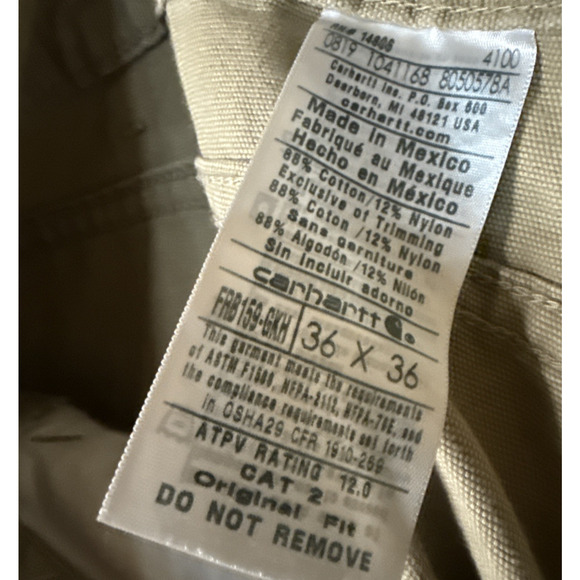 14806 4100
0819 TO41168 8050578A
Carhartt Inc. P.O. Box 600
Dearborn, MI 48121 USA
carhartt.com
Made in Mexico
Fabriqué au Mexique
Hecho en México
88% Cotton/12% Nylon
Exclusive of Trimming
88% Coton /12% Nylon
Sans garniture
88% Algodón /12% Nilón
Sin incluir adorno
carhartt
FRB159-GKH 36 X 36
This garment meets the requirements
of ASTM F1506, NFPA-2112, NFPA-70E, and
the compliance requirements set forth
in OSHA29 CFR 1910-269
ATPV RATING 12.0
CAT 2
Original Fit
DO NOT REMOVE